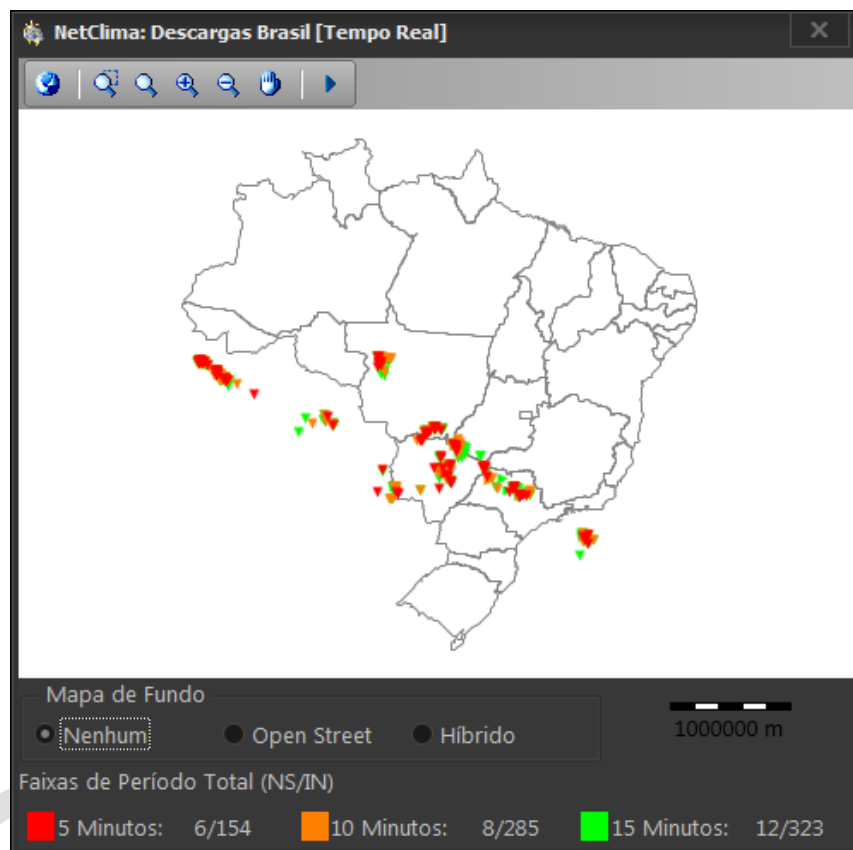 NetClima: Descargas Brasil [Tempo Real]
Mapa de Fundo
Nenhum Open Street Híbrido
1000000 m
Faixas de Período Total (NS/IN)
5 Minutos: 6/154 10 Minutos: 8/285 15 Minutos: 12/323